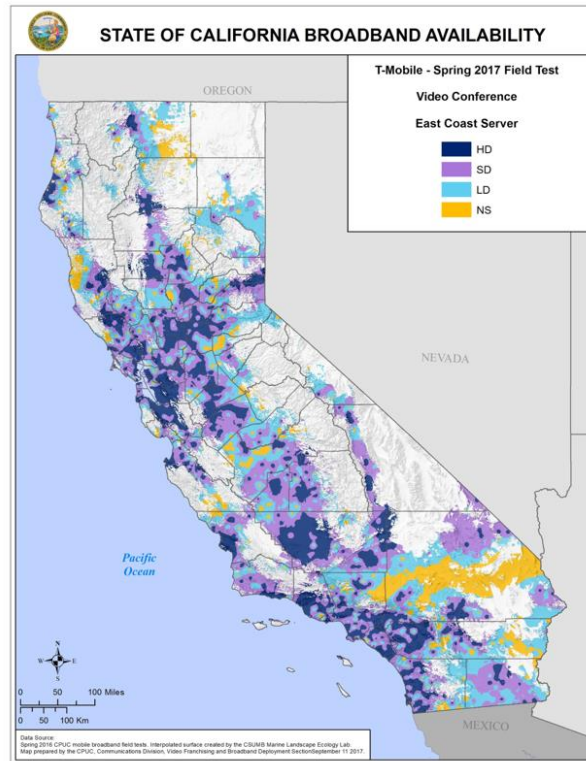 STATE OF CALIFORNIA BROADBAND AVAILABILITY
T-Mobile - Spring 2017 Field Test
Video Conference
East Coast Server
HD
SD
LD
NS
OREGON
NEVADA
Pacific
Ocean
N
W E
S
0 50 100 Miles
0 50 100 Km
MEXICO
Data Source:
Spring 2016 CPUC mobile broadband field tests. Interpolated surface created by the CSUMB Marine Landscape Ecology Lab.
Map prepared by the CPUC, Communications Division, Video Franchising and Broadband Deployment SectionSeptember 11 2017.